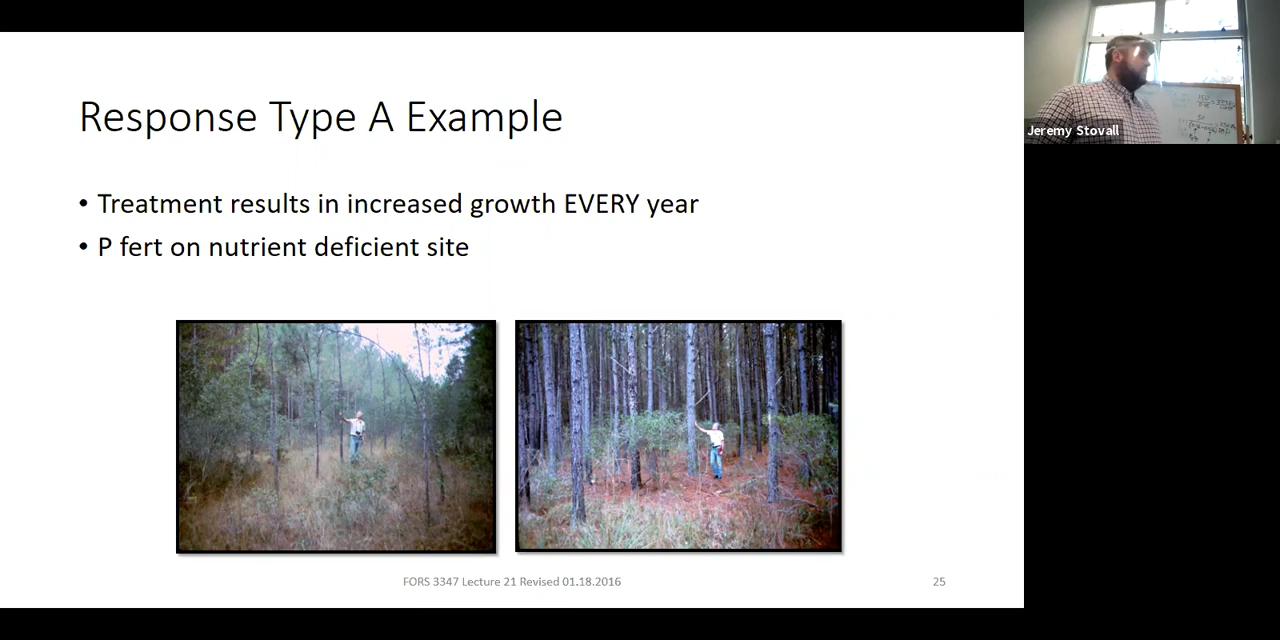 Response Type A Example
• Treatment results in increased growth EVERY year
• P fert on nutrient deficient site
FORS 3347 Lecture 21 Revised 01.18.2016
25
Jeremy Stovall